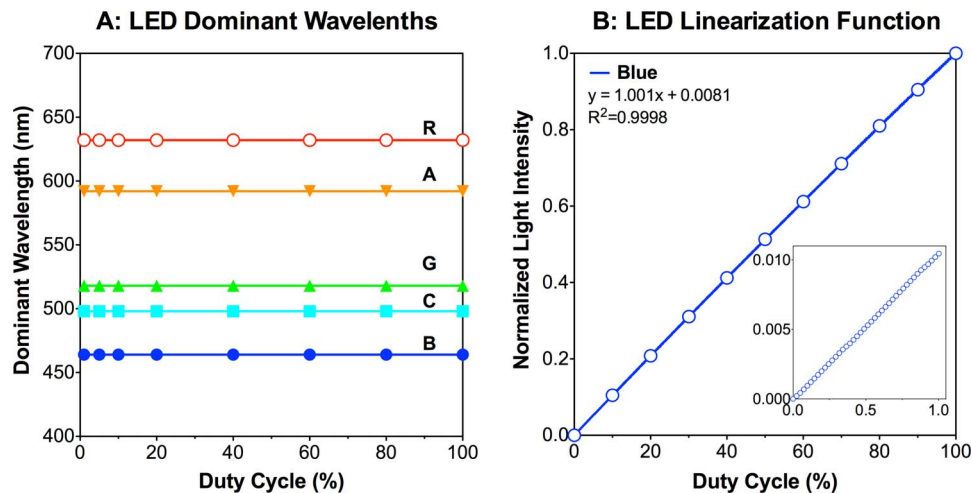 A: LED Dominant Wavelenths
700
650
600
550
500
450
400
Dominant Wavelength (nm)
R
A
G
C
B
0
20
40
60
80
100
Duty Cycle (%)
B: LED Linearization Function
1.0
0.8
0.6
0.4
0.2
0.0
Normalized Light Intensity
Blue
y = 1.001x + 0.0081
R²=0.9998
0.010
0.005
0.000
0.0
0.5
1.0
0
20
40
60
80
100
Duty Cycle (%)